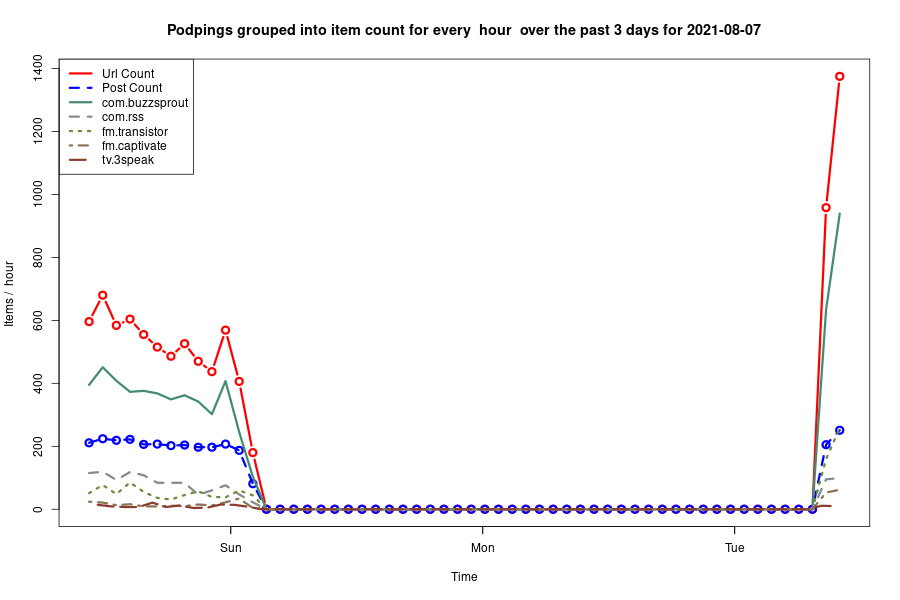 Podpings grouped into item count for every  hour  over the past 3 days for 2021-08-07
Url Count
Post Count
com.buzzsprout
com.rss
fm.transistor
fm.captivate
tv.3speak
Items /  hour
1400
1200
1000
800
600
400
200
0
Sun
Mon
Tue
Time